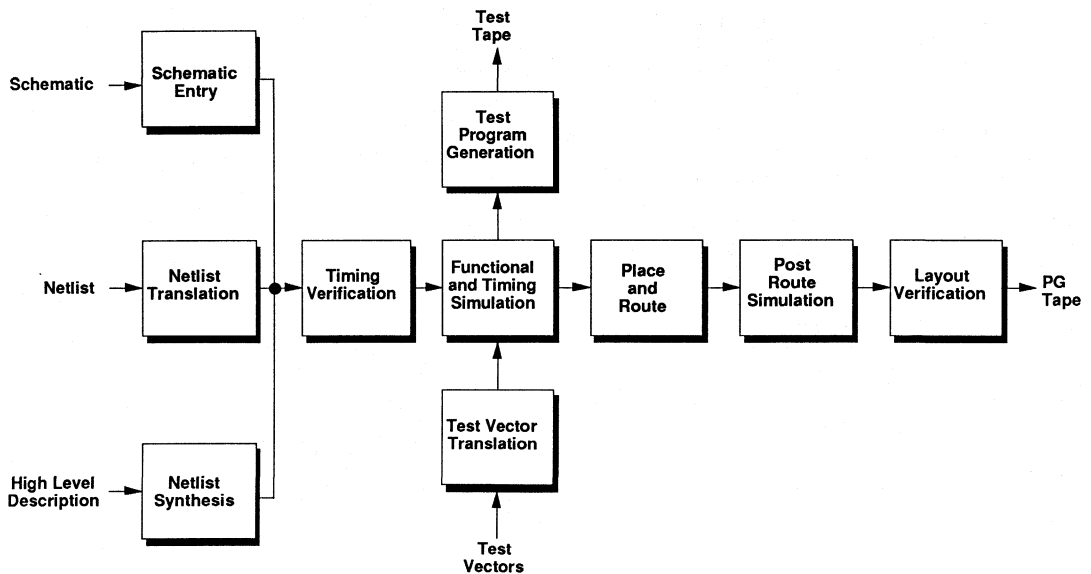 Test
Tape
Schematic
Schematic
Entry
Test
Program
Generation
Netlist
Netlist
Translation
Timing
Verification
Functional
and Timing
Simulation
Place
and
Route
Post
Route
Simulation
Layout
Verification
PG
Tape
Test Vector
Translation
High Level
Description
Netlist
Synthesis
Test
Vectors